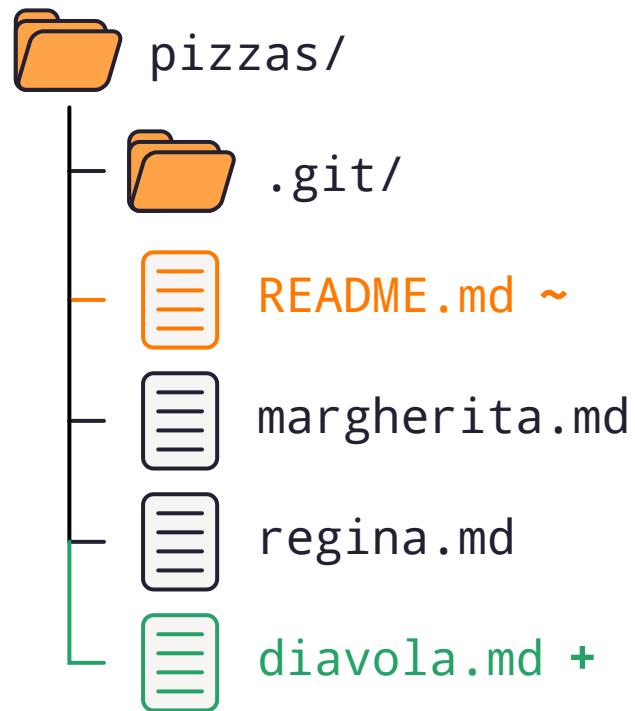 pizzas/
.git/
README.md ~
margherita.md
regina.md
diavola.md +